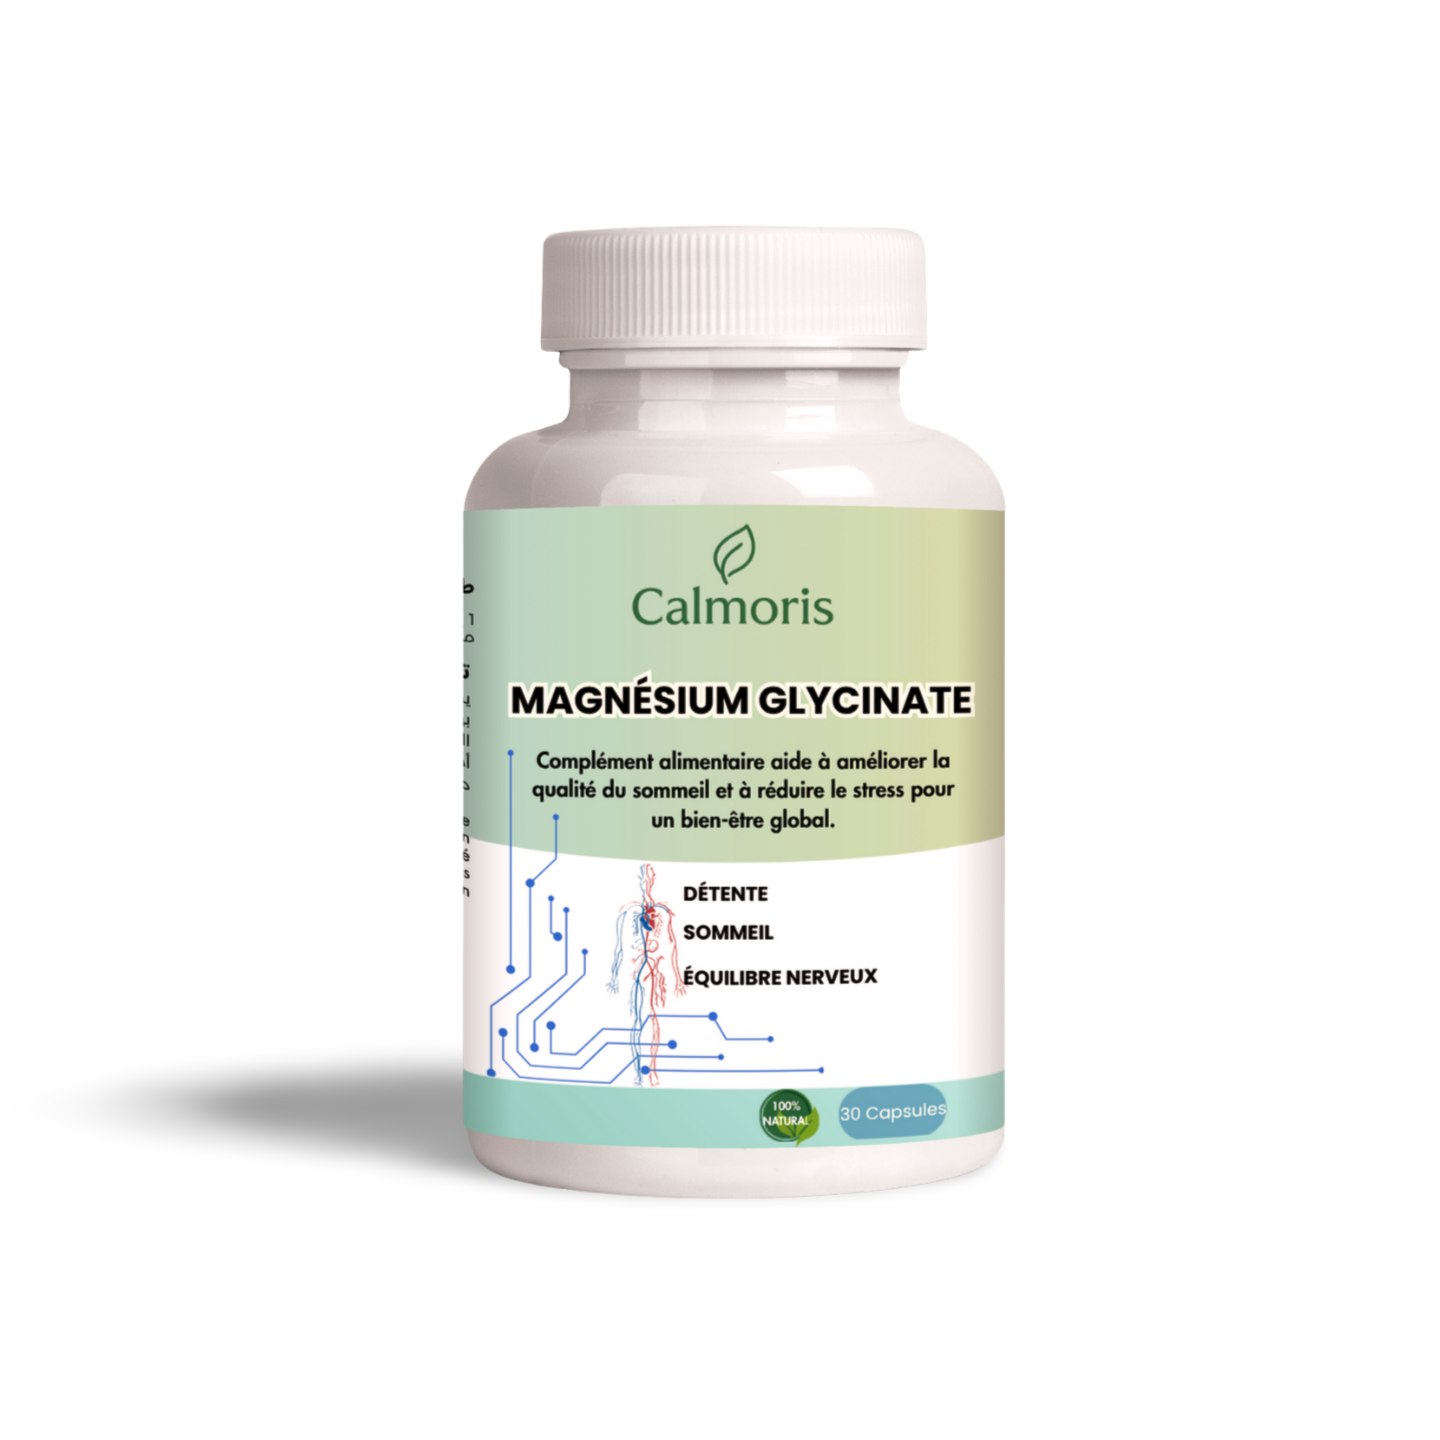 Calmoris
MAGNÉSIUM GLYCINATE
Complément alimentaire aide à améliorer la
qualité du sommeil et à réduire le stress pour
un bien-être global.
DÉTENTE
SOMMEIL
ÉQUILIBRE NERVEUX
100%
NATURAL
30 Capsules